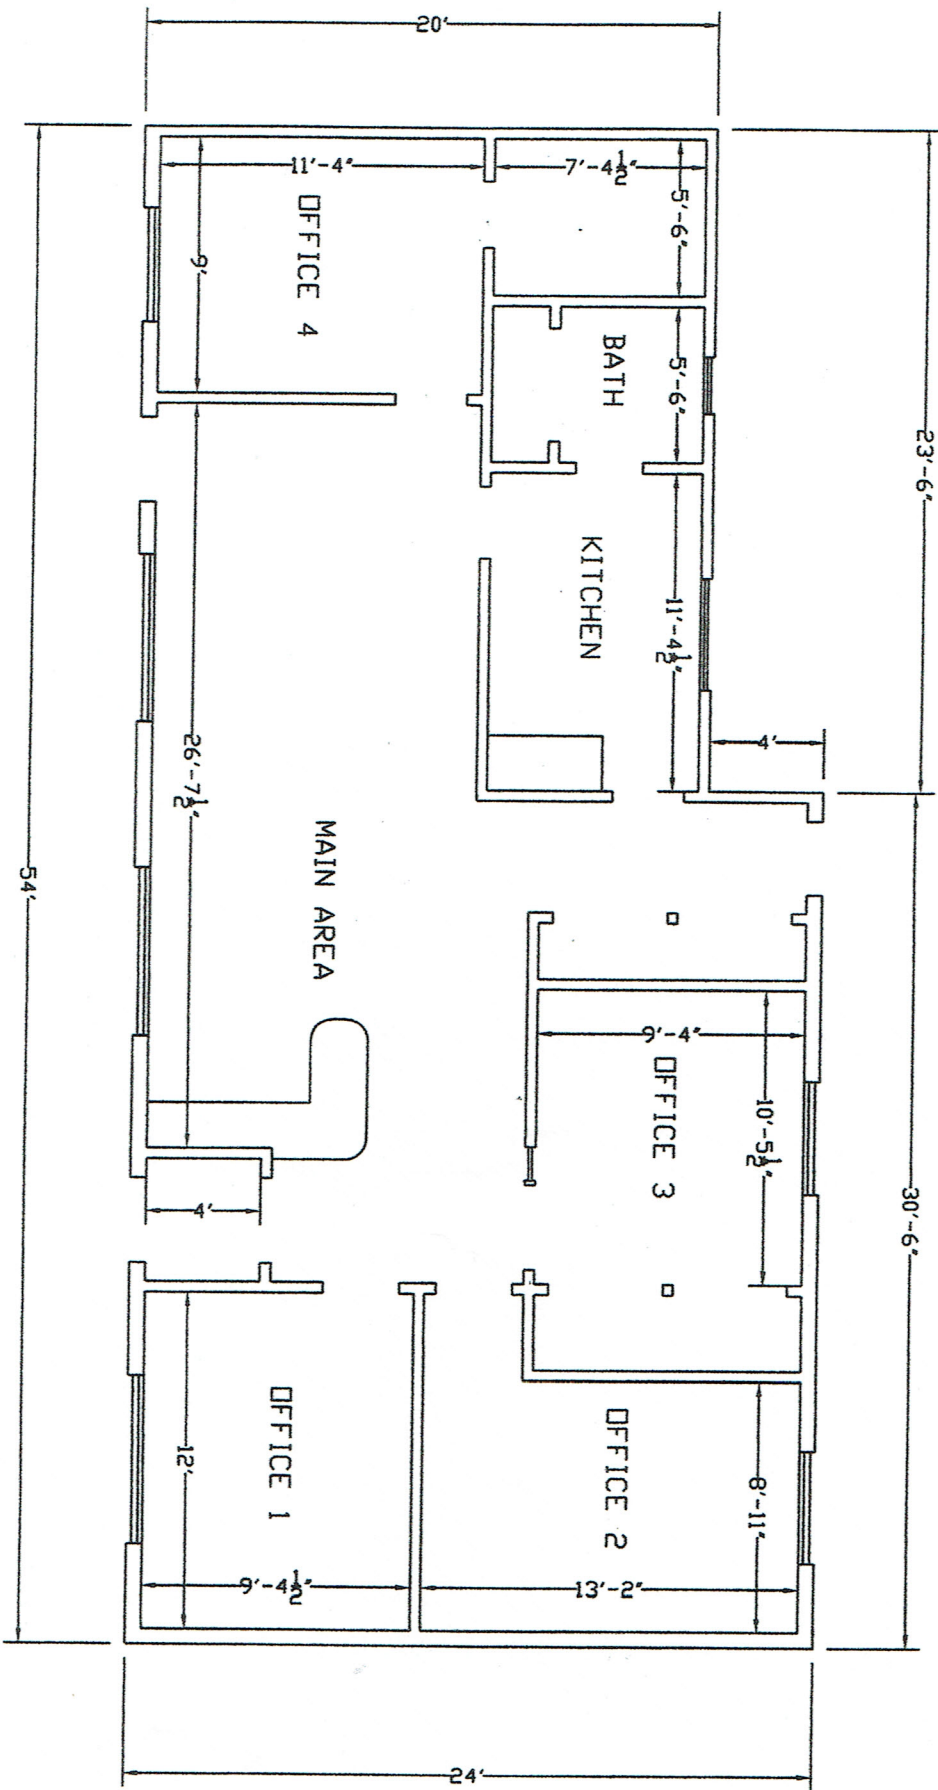 20'
11'-4"
7'-4½"
5'-6"
OFFICE 4
9'
BATH
5'-6"
23'-6"
KITCHEN
11'-4½"
4'
26'-7½"
MAIN AREA
54'
9'-4"
OFFICE 3
10'-5½"
30'-6"
4'
OFFICE 1
12'
9'-4½"
OFFICE 2
8'-11"
13'-2"
24'